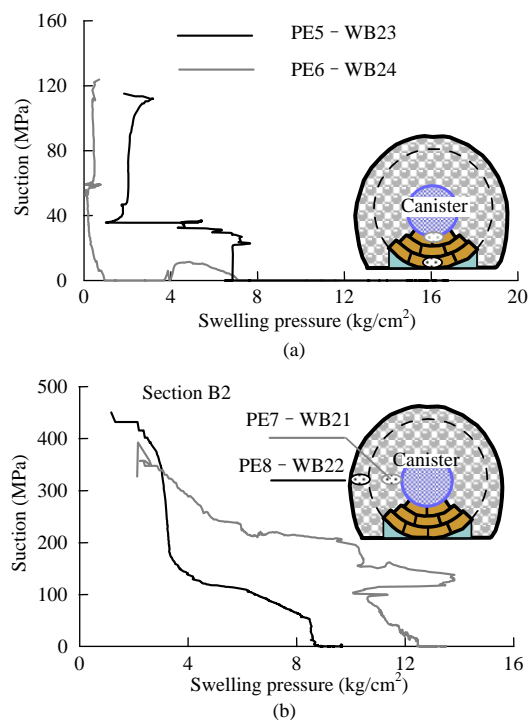 160
PE5－WB23
PE6－WB24
120
Suction (MPa)
80
Canister
40
0
0 4 8 12 16 20
Swelling pressure (kg/cm²)
(a)
500
Section B2
PE7－WB21
400
PE8－WB22
Canister
300
Suction (MPa)
200
100
0
0 4 8 12 16
Swelling pressure (kg/cm²)
(b)